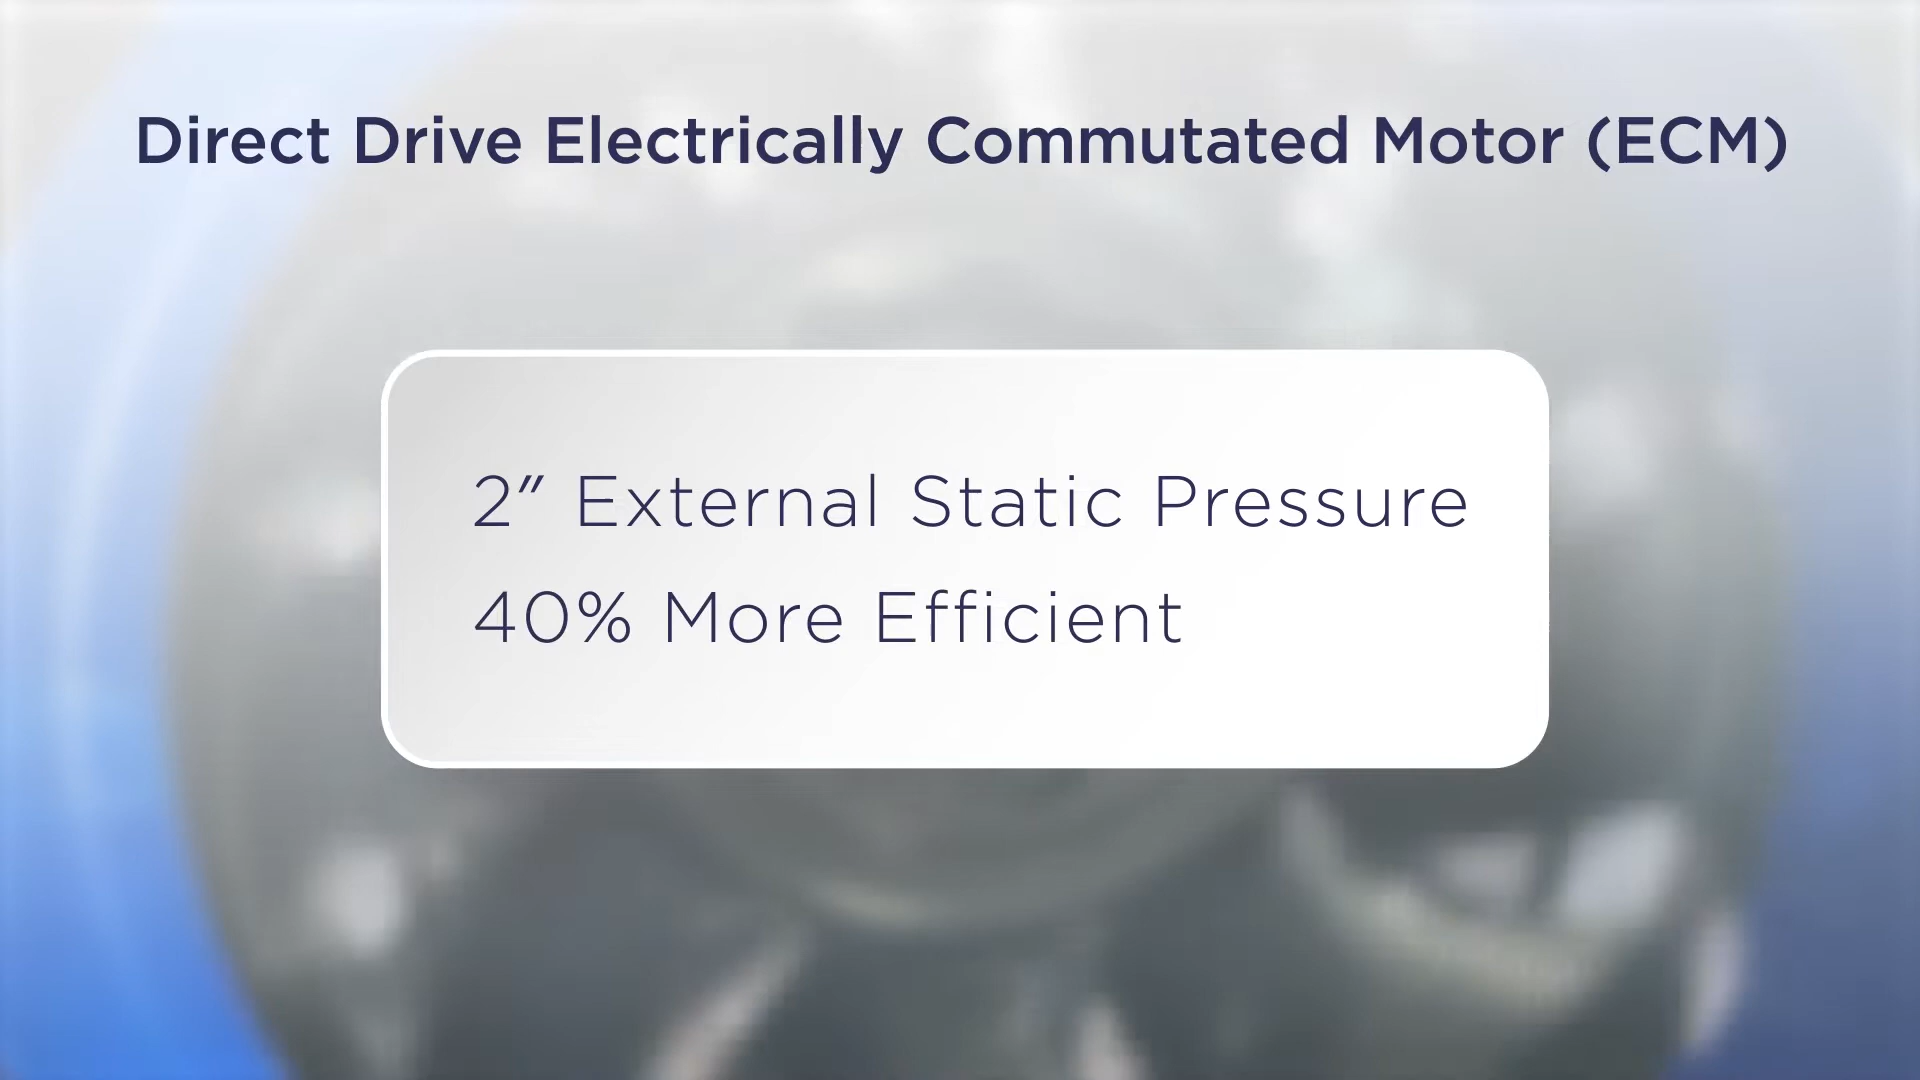 Direct Drive Electrically Commutated Motor (ECM)
2″ External Static Pressure
40% More Efficient